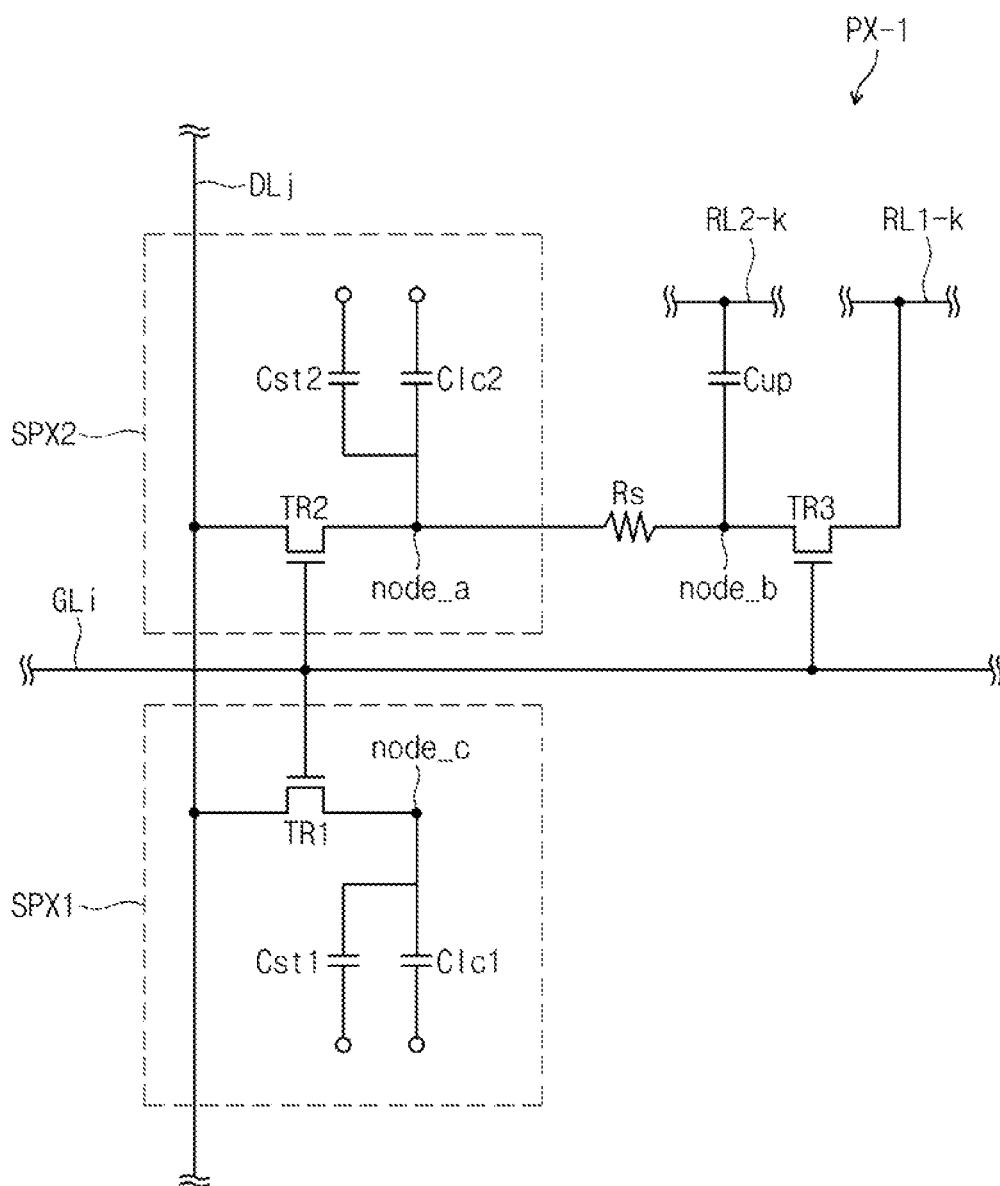 PX-1
DLj
RL2-k
RL1-k
Cst2
Clc2
Cup
SPX2
TR2
Rs
TR3
node_a
node_b
GLi
node_c
TR1
SPX1
Cst1
Clc1